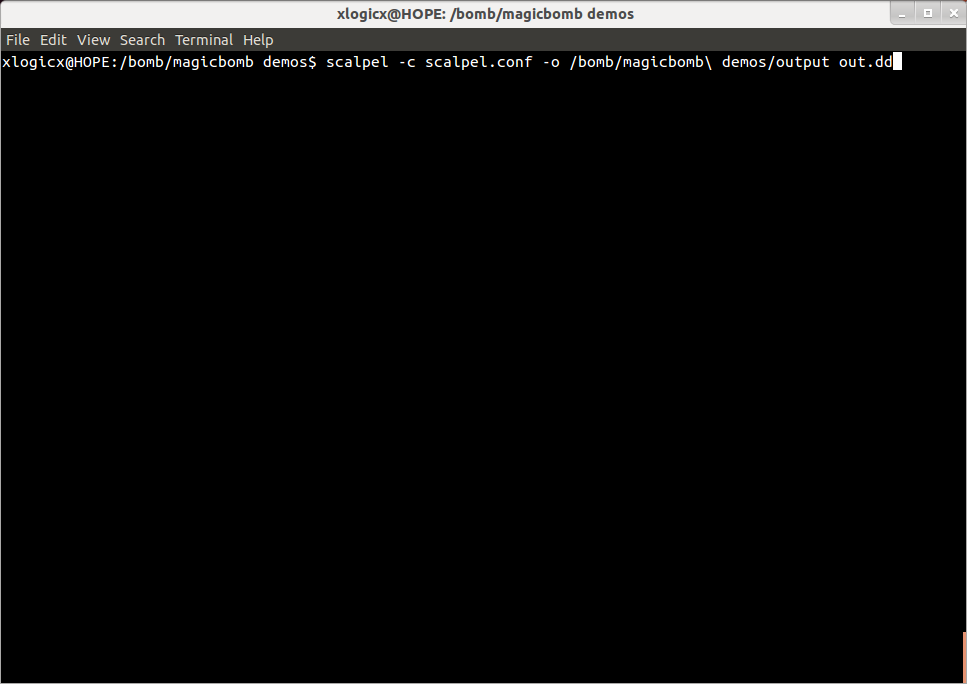 xlogicx@HOPE: /bomb/magicbomb demos
File Edit View Search Terminal Help
xlogicx@HOPE:/bomb/magicbomb demos$ scalpel -c scalpel.conf -o /bomb/magicbomb\ demos/output out.dd